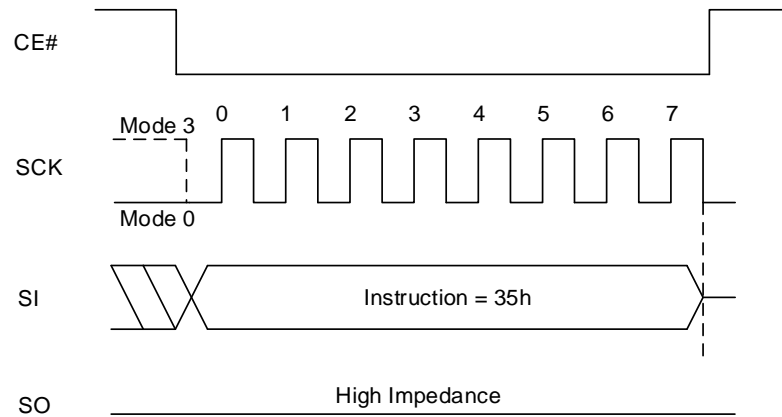 CE#
0 1 2 3 4 5 6 7
Mode 3
SCK
Mode 0
SI
Instruction = 35h
High Impedance
SO